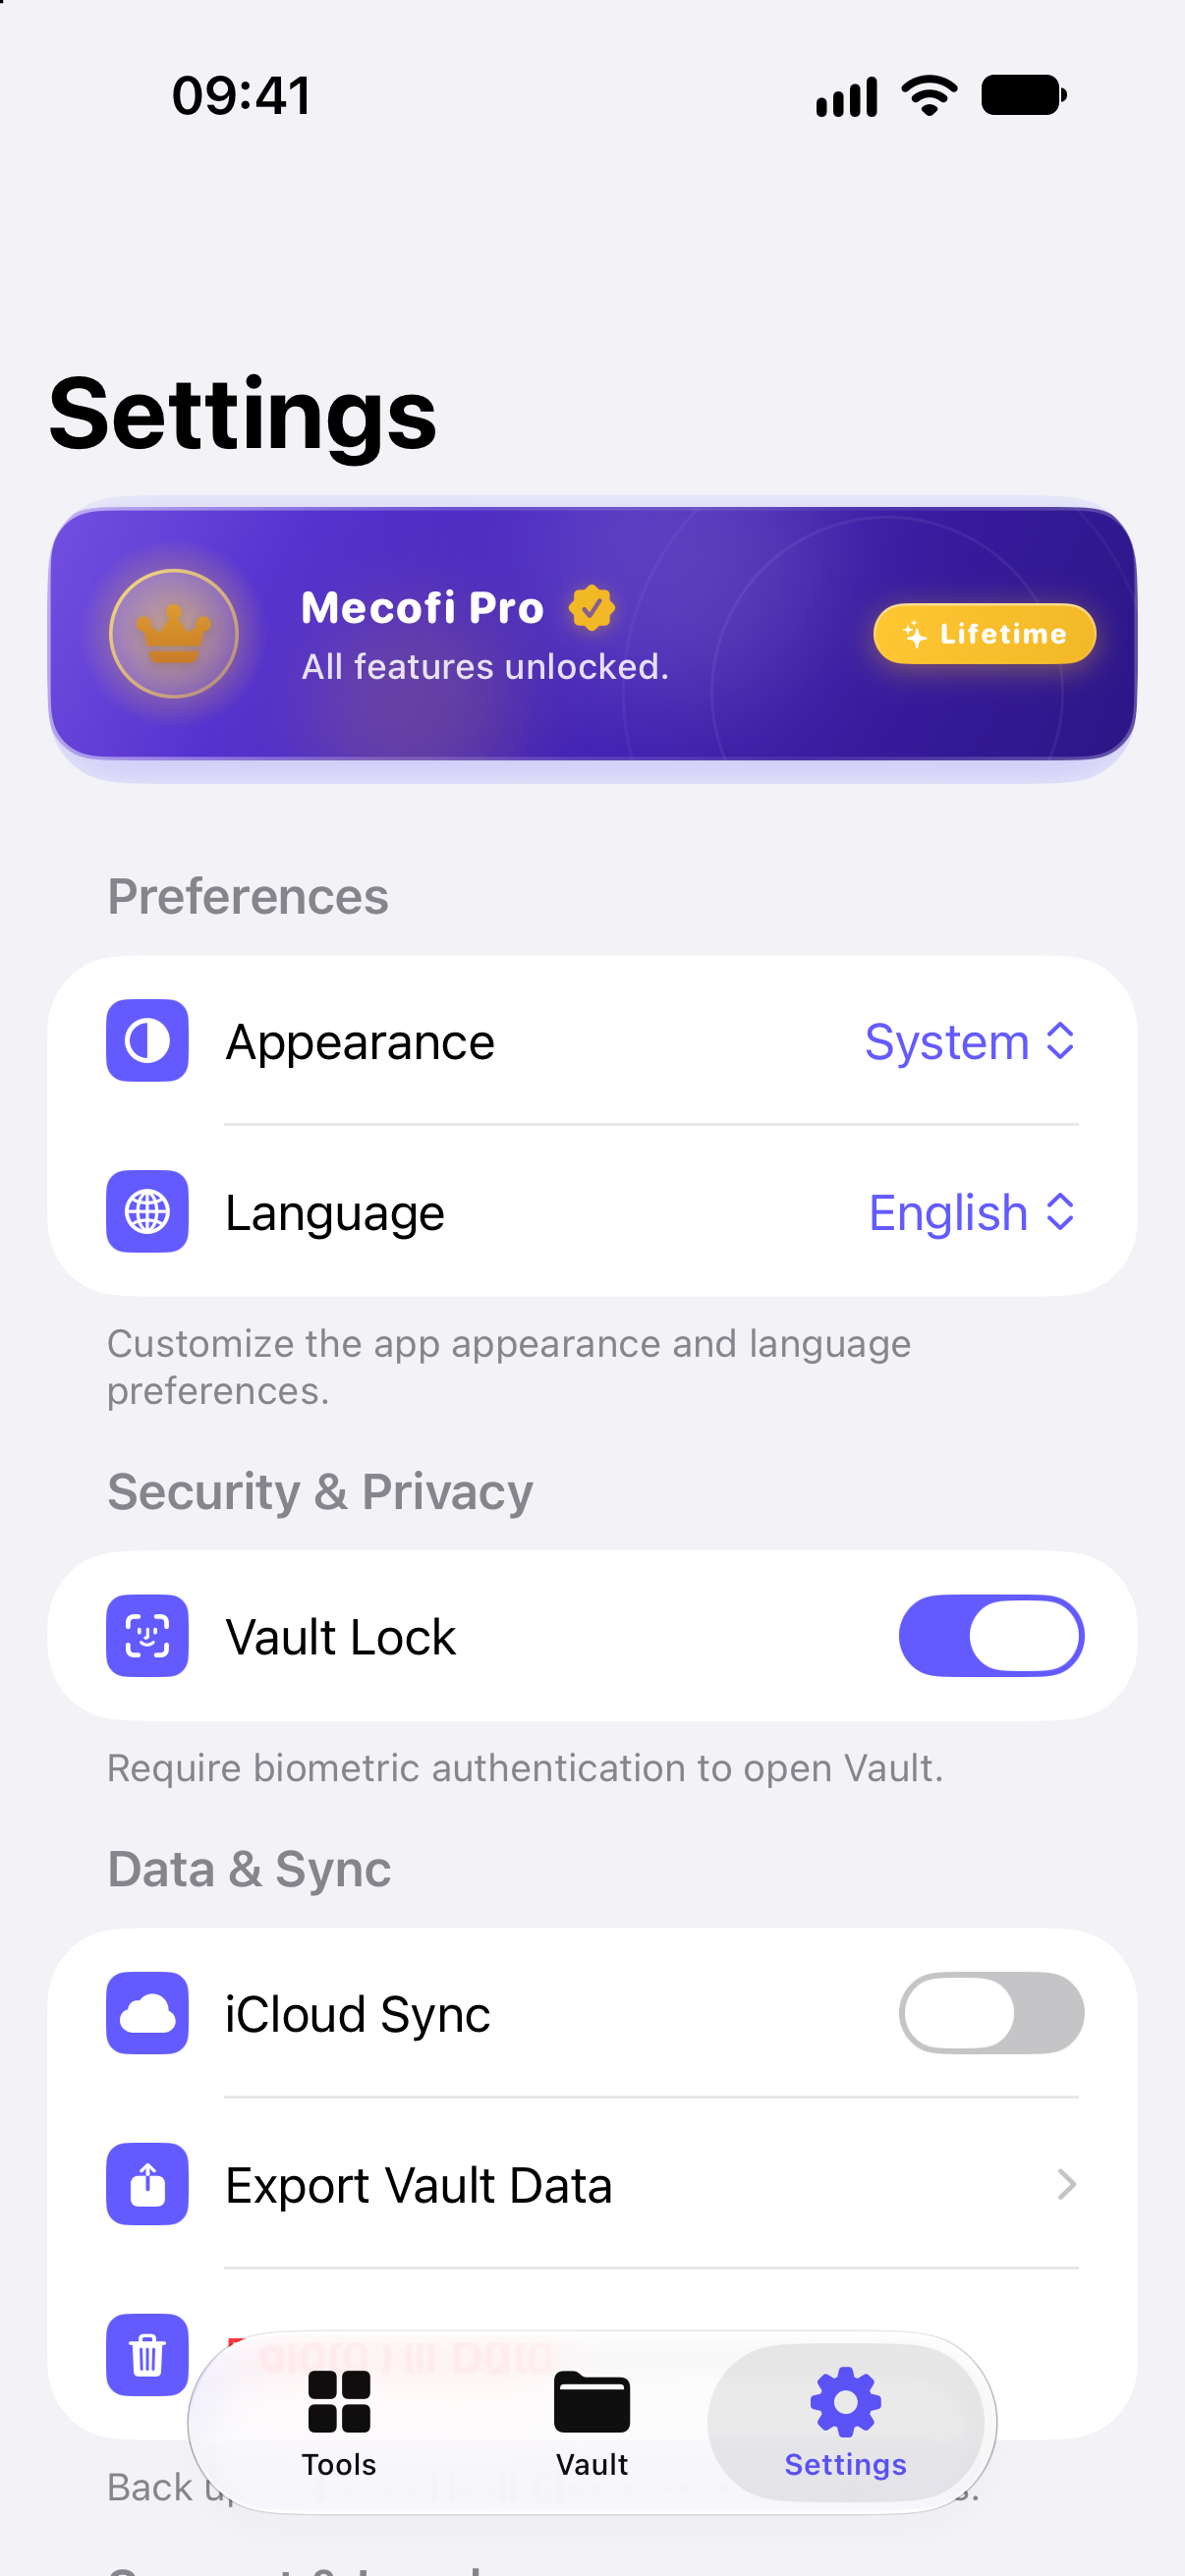 09:41
Settings
Mecofi Pro
All features unlocked.
Lifetime
Preferences
Appearance
System
Language
English
Customize the app appearance and language
preferences.
Security & Privacy
Vault Lock
Require biometric authentication to open Vault.
Data & Sync
iCloud Sync
Export Vault Data
Tools
Vault
Settings
Back